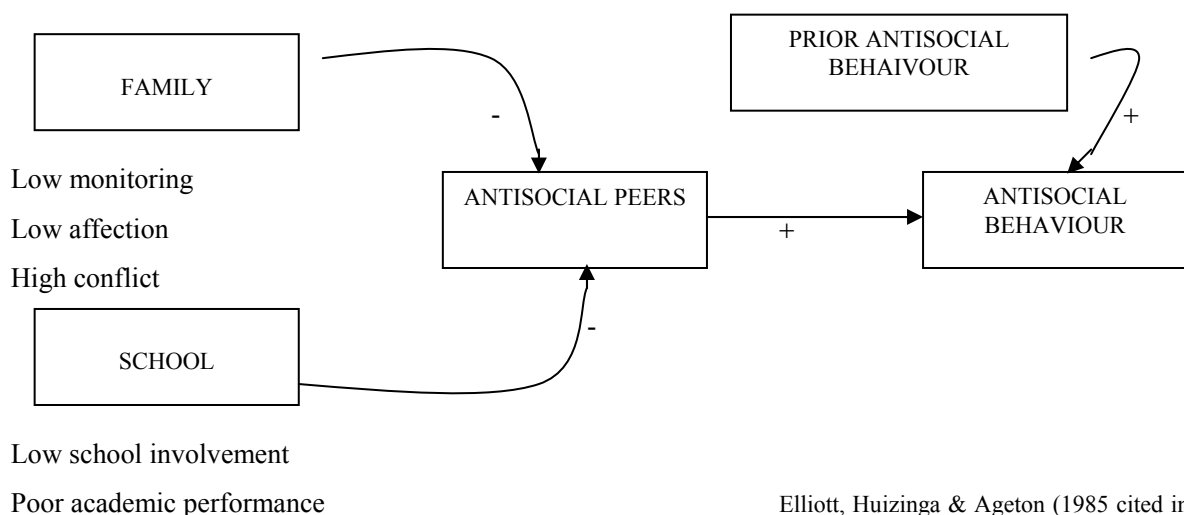 FAMILY
PRIOR ANTISOCIAL
BEHAIVOUR
-
+
Low monitoring
Low affection
High conflict
ANTISOCIAL PEERS
+
ANTISOCIAL
BEHAVIOUR
SCHOOL
-
Low school involvement
Poor academic performance
Elliott, Huizinga & Ageton (1985 cited in